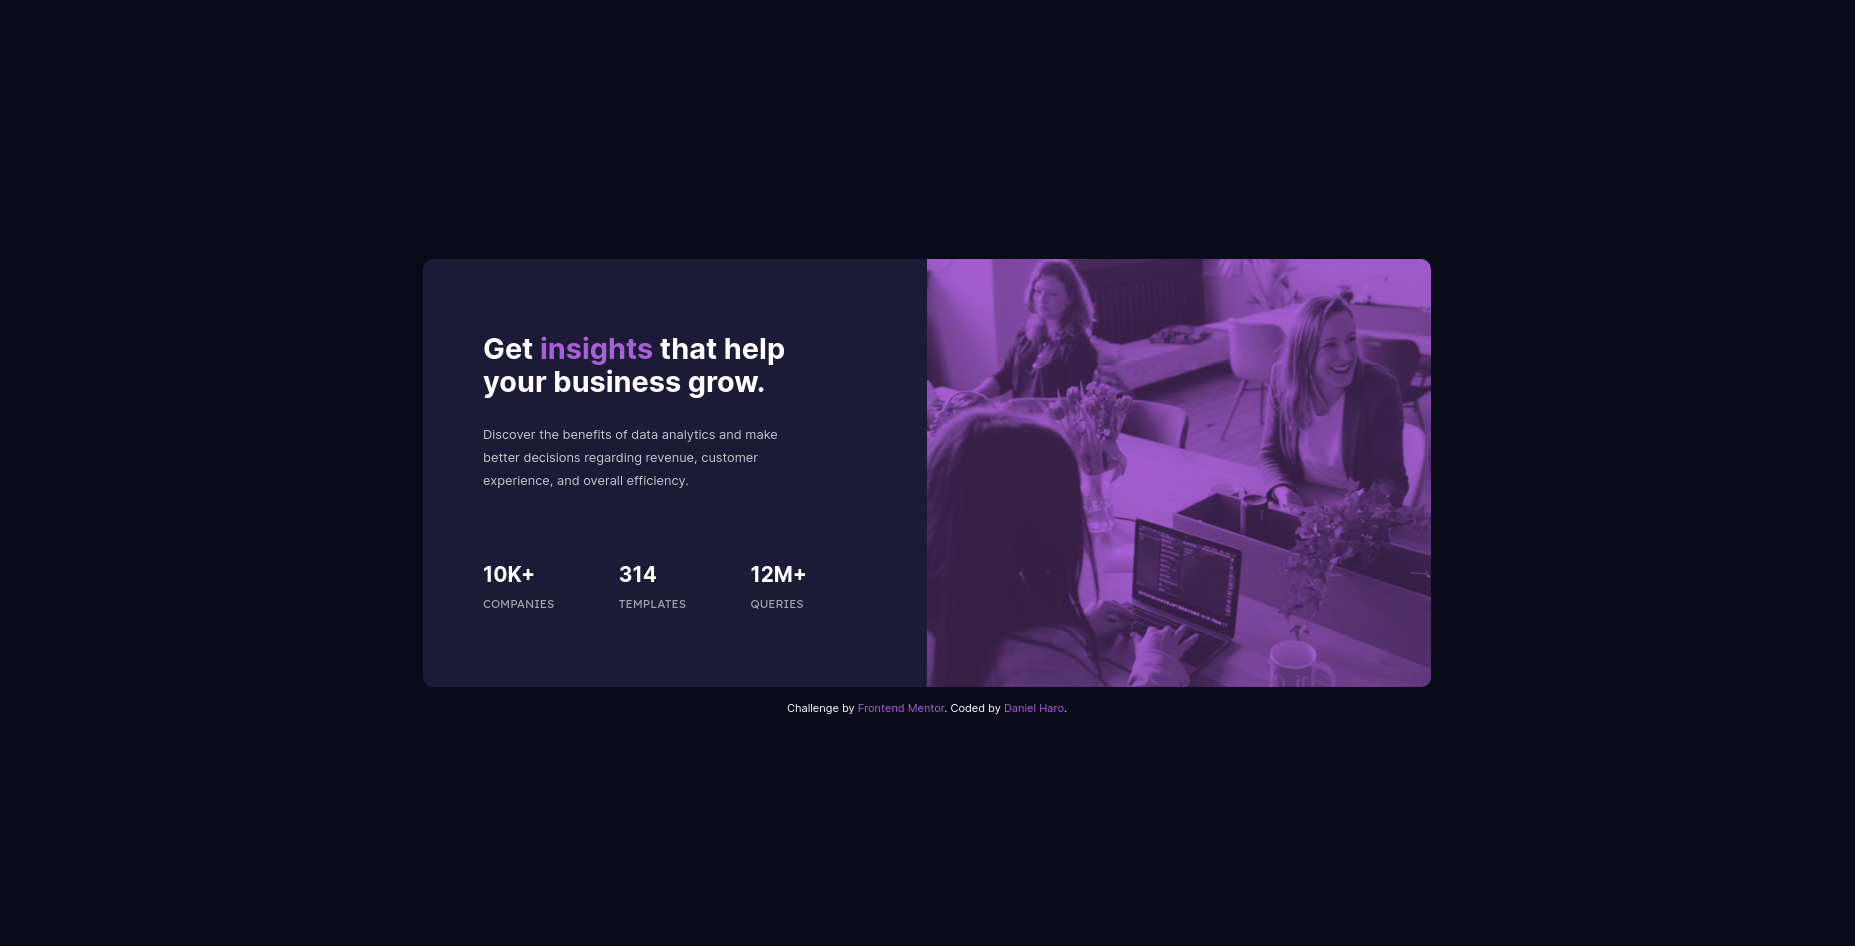 Get insights that help
your business grow.
Discover the benefits of data analytics and make
better decisions regarding revenue, customer
experience, and overall efficiency.
10K+
314
12M+
COMPANIES
TEMPLATES
QUERIES
Challenge by Frontend Mentor. Coded by Daniel Haro.